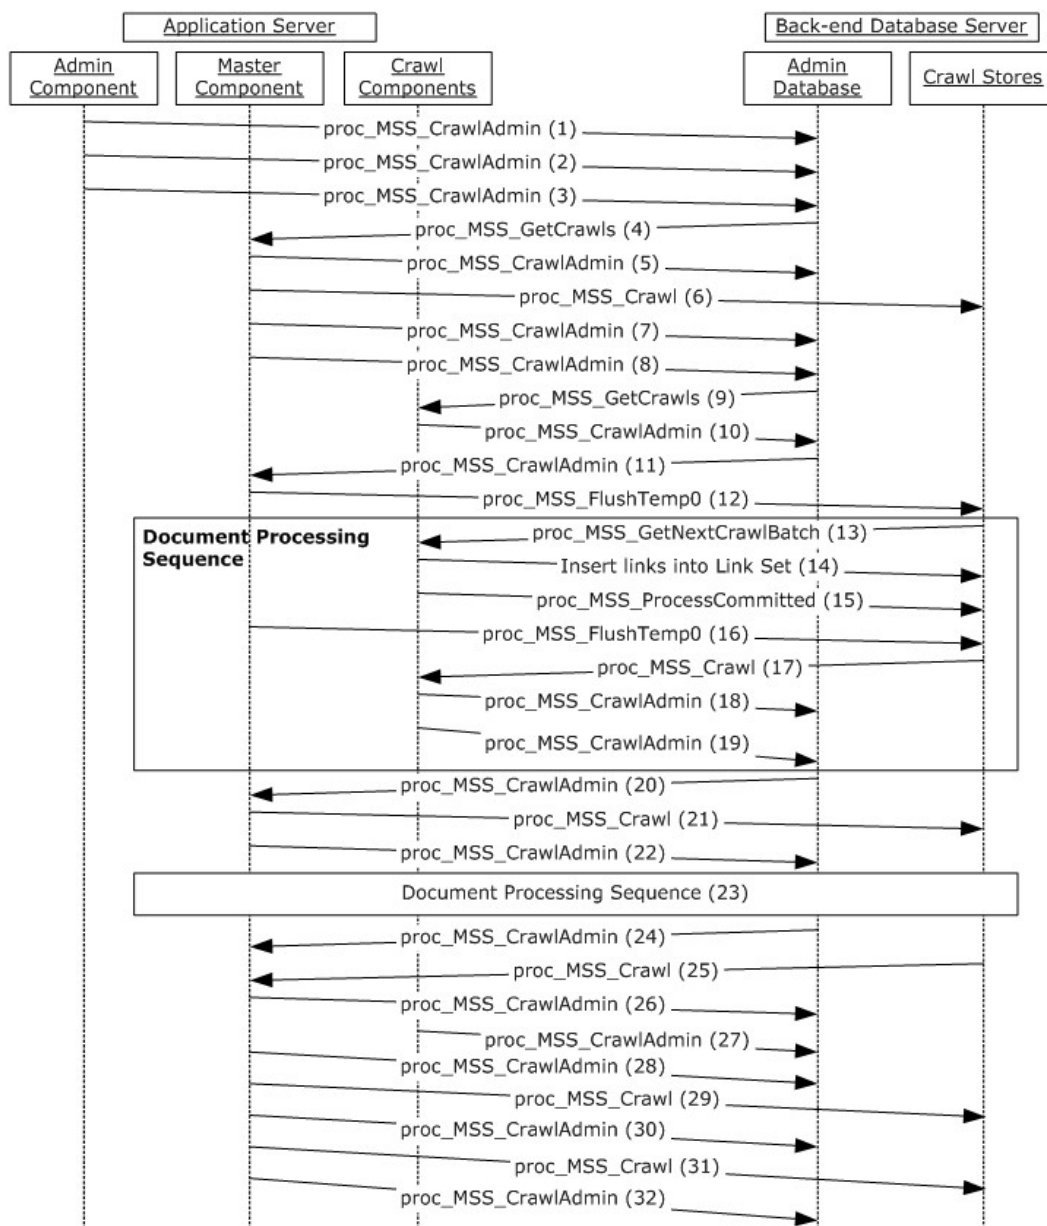 Application Server
Back-end Database Server
Admin
Component
Master
Component
Crawl
Components
Admin
Database
Crawl Stores
proc_MSS_CrawlAdmin (1)
proc_MSS_CrawlAdmin (2)
proc_MSS_CrawlAdmin (3)
proc_MSS_GetCrawls (4)
proc_MSS_CrawlAdmin (5)
proc_MSS_Crawl (6)
proc_MSS_CrawlAdmin (7)
proc_MSS_CrawlAdmin (8)
proc_MSS_GetCrawls (9)
proc_MSS_CrawlAdmin (10)
proc_MSS_CrawlAdmin (11)
proc_MSS_FlushTemp0 (12)
Document Processing
Sequence
proc_MSS_GetNextCrawlBatch (13)
Insert links into Link Set (14)
proc_MSS_ProcessCommitted (15)
proc_MSS_FlushTemp0 (16)
proc_MSS_Crawl (17)
proc_MSS_CrawlAdmin (18)
proc_MSS_CrawlAdmin (19)
proc_MSS_CrawlAdmin (20)
proc_MSS_Crawl (21)
proc_MSS_CrawlAdmin (22)
Document Processing Sequence (23)
proc_MSS_CrawlAdmin (24)
proc_MSS_Crawl (25)
proc_MSS_CrawlAdmin (26)
proc_MSS_CrawlAdmin (27)
proc_MSS_CrawlAdmin (28)
proc_MSS_Crawl (29)
proc_MSS_CrawlAdmin (30)
proc_MSS_Crawl (31)
proc_MSS_CrawlAdmin (32)